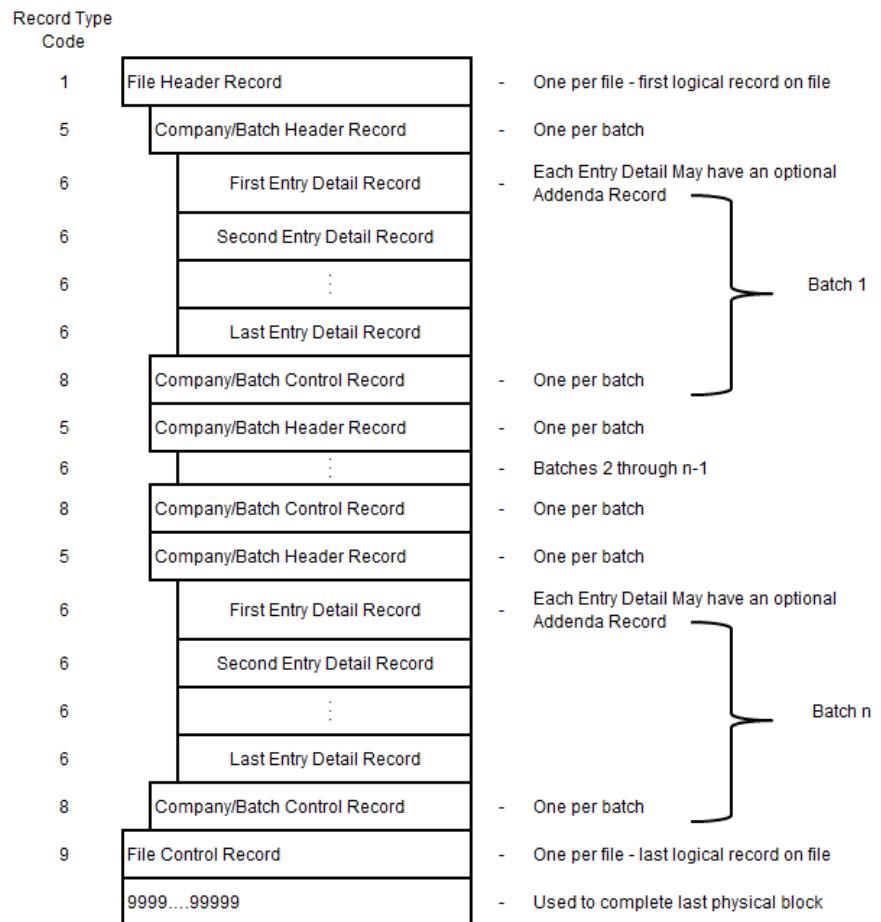 Record Type
Code
1 File Header Record - One per file - first logical record on file
5 Company/Batch Header Record - One per batch
6 First Entry Detail Record - Each Entry Detail May have an optional
Addenda Record
6 Second Entry Detail Record
6 ⋮ Batch 1
6 Last Entry Detail Record
8 Company/Batch Control Record - One per batch
5 Company/Batch Header Record - One per batch
6 ⋮ - Batches 2 through n-1
8 Company/Batch Control Record - One per batch
5 Company/Batch Header Record - One per batch
6 First Entry Detail Record - Each Entry Detail May have an optional
Addenda Record
6 Second Entry Detail Record
6 ⋮ Batch n
6 Last Entry Detail Record
8 Company/Batch Control Record - One per batch
9 File Control Record - One per file - last logical record on file
9999....99999 - Used to complete last physical block